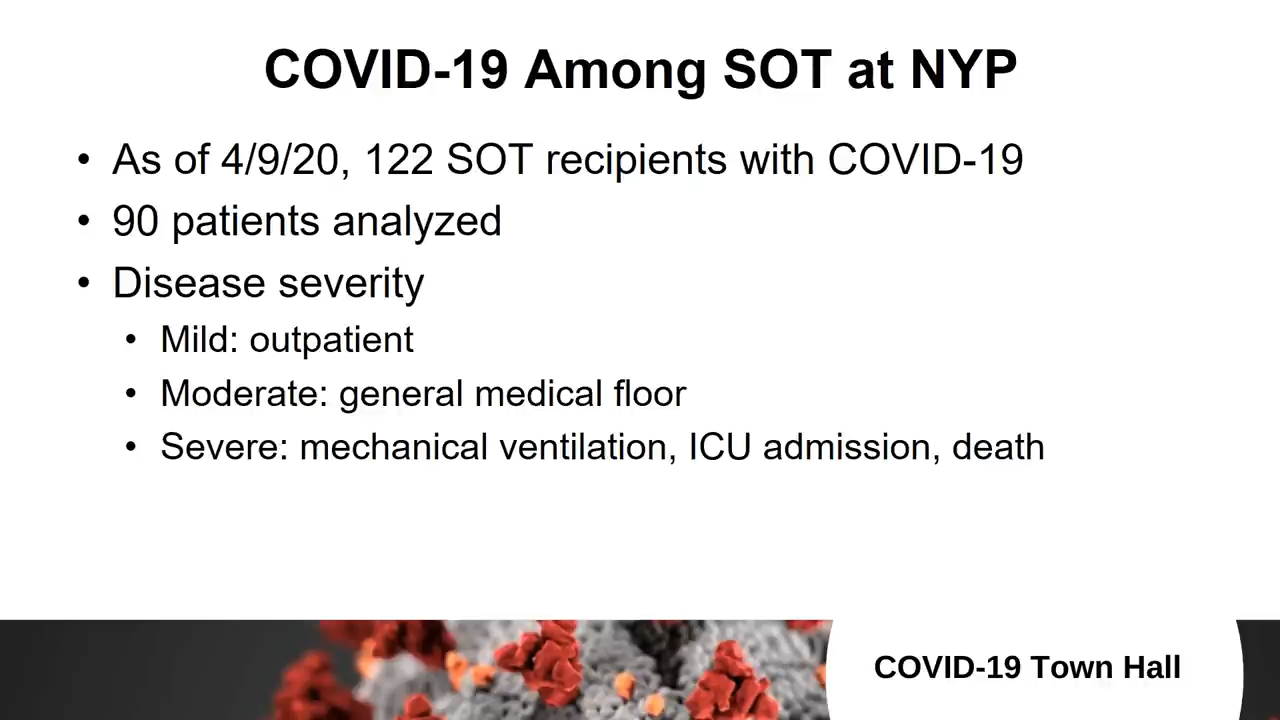 COVID-19 Among SOT at NYP
• As of 4/9/20, 122 SOT recipients with COVID-19
• 90 patients analyzed
• Disease severity
• Mild: outpatient
• Moderate: general medical floor
• Severe: mechanical ventilation, ICU admission, death
COVID-19 Town Hall